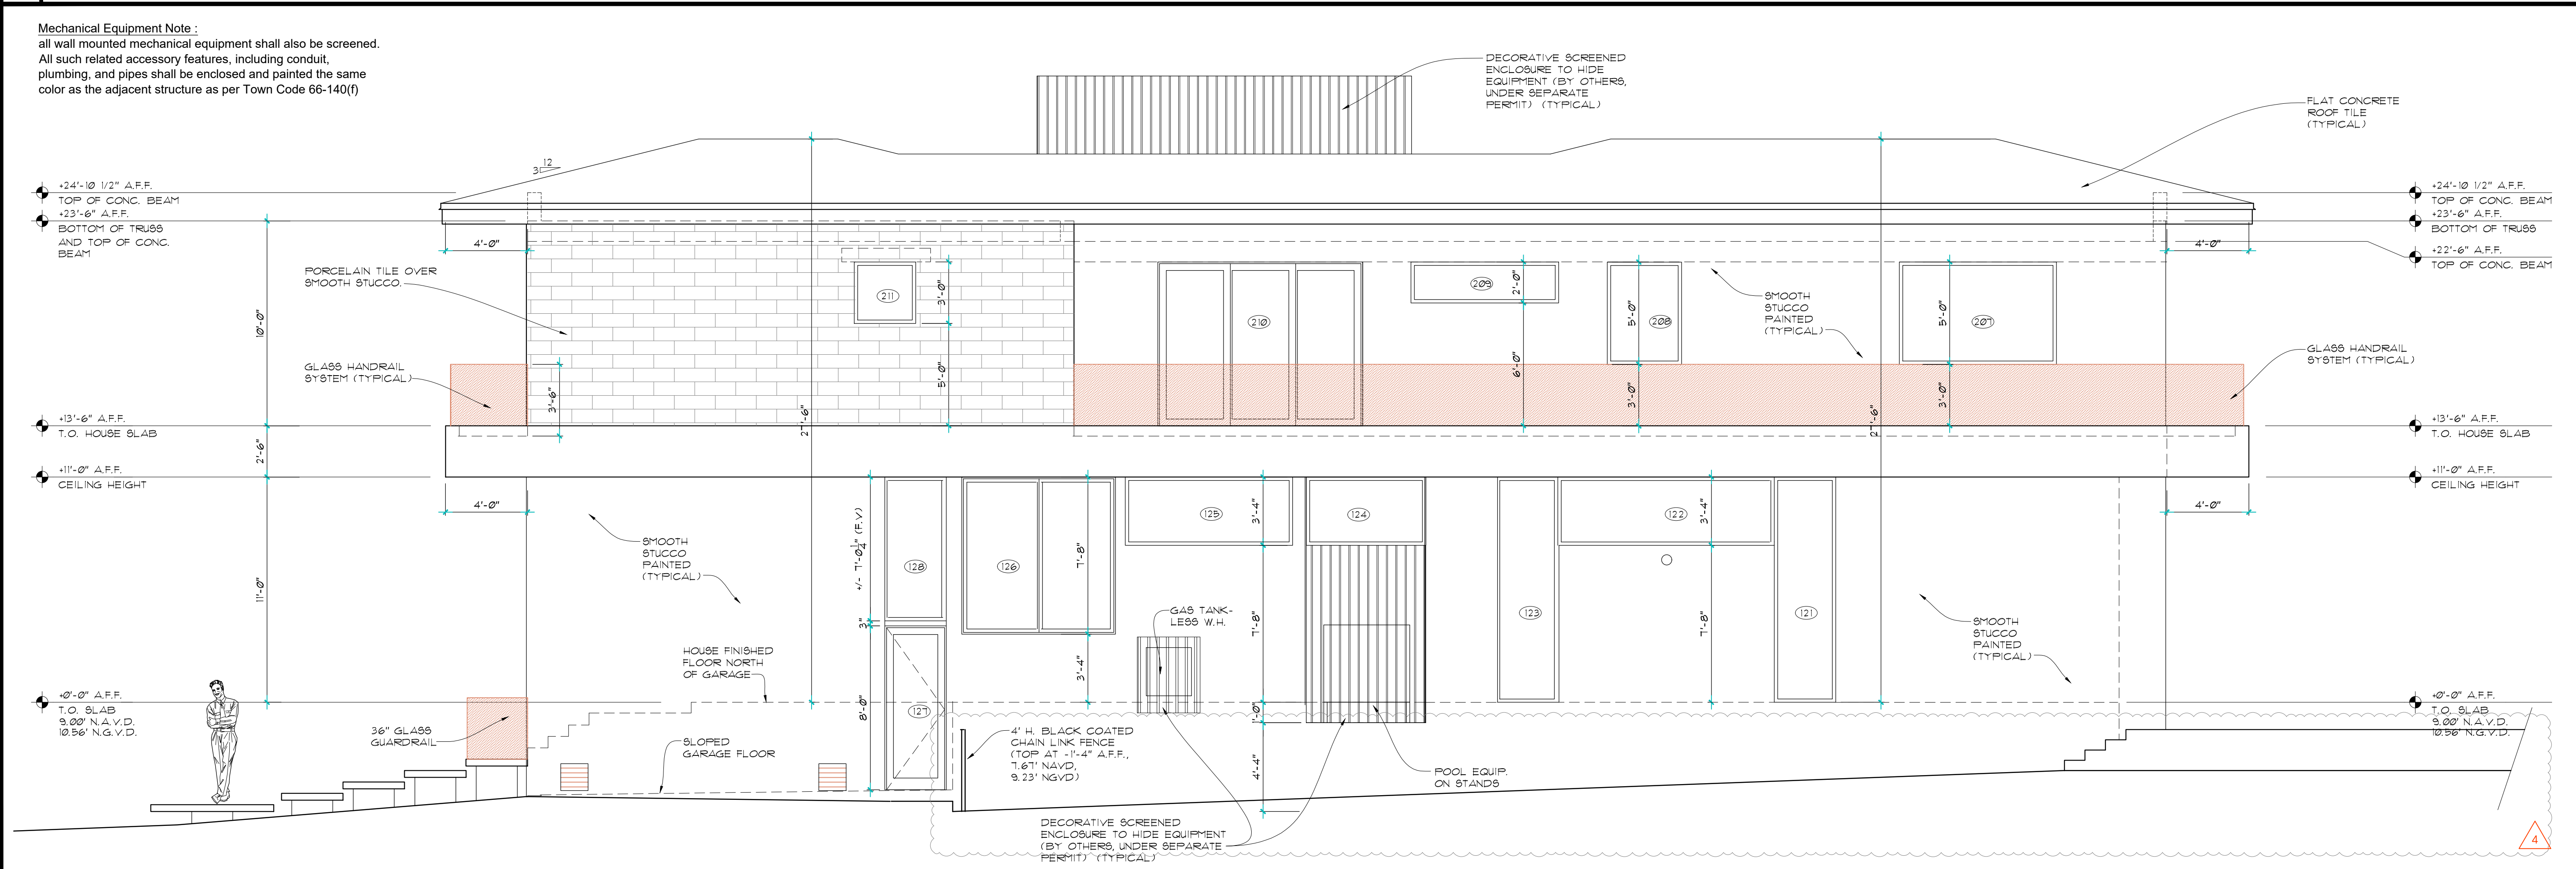 Mechanical Equipment Note :
all wall mounted mechanical equipment shall also be screened.
All such related accessory features, including conduit,
plumbing, and pipes shall be enclosed and painted the same
color as the adjacent structure as per Town Code 66-140(f)
DECORATIVE SCREENED
ENCLOSURE TO HIDE
EQUIPMENT (BY OTHERS,
UNDER SEPARATE
PERMIT) (TYPICAL)
FLAT CONCRETE
ROOF TILE
(TYPICAL)
12
3
+24'-10 1/2" A.F.F.
TOP OF CONC. BEAM
+23'-6" A.F.F.
BOTTOM OF TRUSS
AND TOP OF CONC.
BEAM
+24'-10 1/2" A.F.F.
TOP OF CONC. BEAM
+23'-6" A.F.F.
BOTTOM OF TRUSS
+22'-6" A.F.F.
TOP OF CONC. BEAM
4'-0"
4'-0"
PORCELAIN TILE OVER
SMOOTH STUCCO.
10'-0"
211
3'-0"
5'-0"
210
209
2'-0"
6'-0"
208
5'-0"
3'-0"
SMOOTH
STUCCO
PAINTED
(TYPICAL)
207
5'-0"
3'-0"
GLASS HANDRAIL
SYSTEM (TYPICAL)
3'-6"
27'-6"
27'-6"
GLASS HANDRAIL
SYSTEM (TYPICAL)
+13'-6" A.F.F.
T.O. HOUSE SLAB
2'-6"
+11'-0" A.F.F.
CEILING HEIGHT
+13'-6" A.F.F.
T.O. HOUSE SLAB
+11'-0" A.F.F.
CEILING HEIGHT
4'-0"
4'-0"
11'-0"
SMOOTH
STUCCO
PAINTED
(TYPICAL)
+/- 7'-0 1/4" (F.V.)
3"
8'-0"
128
127
126
7'-8"
3'-4"
125
3'-4"
7'-8"
1'-0"
4'-4"
124
123
122
3'-4"
7'-8"
121
GAS TANK-
LESS W.H.
SMOOTH
STUCCO
PAINTED
(TYPICAL)
HOUSE FINISHED
FLOOR NORTH
OF GARAGE
+0'-0" A.F.F.
T.O. SLAB
9.00' N.A.V.D.
10.56' N.G.V.D.
36" GLASS
GUARDRAIL
SLOPED
GARAGE FLOOR
4' H. BLACK COATED
CHAIN LINK FENCE
(TOP AT -1'-4" A.F.F.,
7.67' NAVD,
9.23' NGVD)
POOL EQUIP.
ON STANDS
+0'-0" A.F.F.
T.O. SLAB
9.00' N.A.V.D.
10.56' N.G.V.D.
DECORATIVE SCREENED
ENCLOSURE TO HIDE EQUIPMENT
(BY OTHERS, UNDER SEPARATE
PERMIT) (TYPICAL)
4